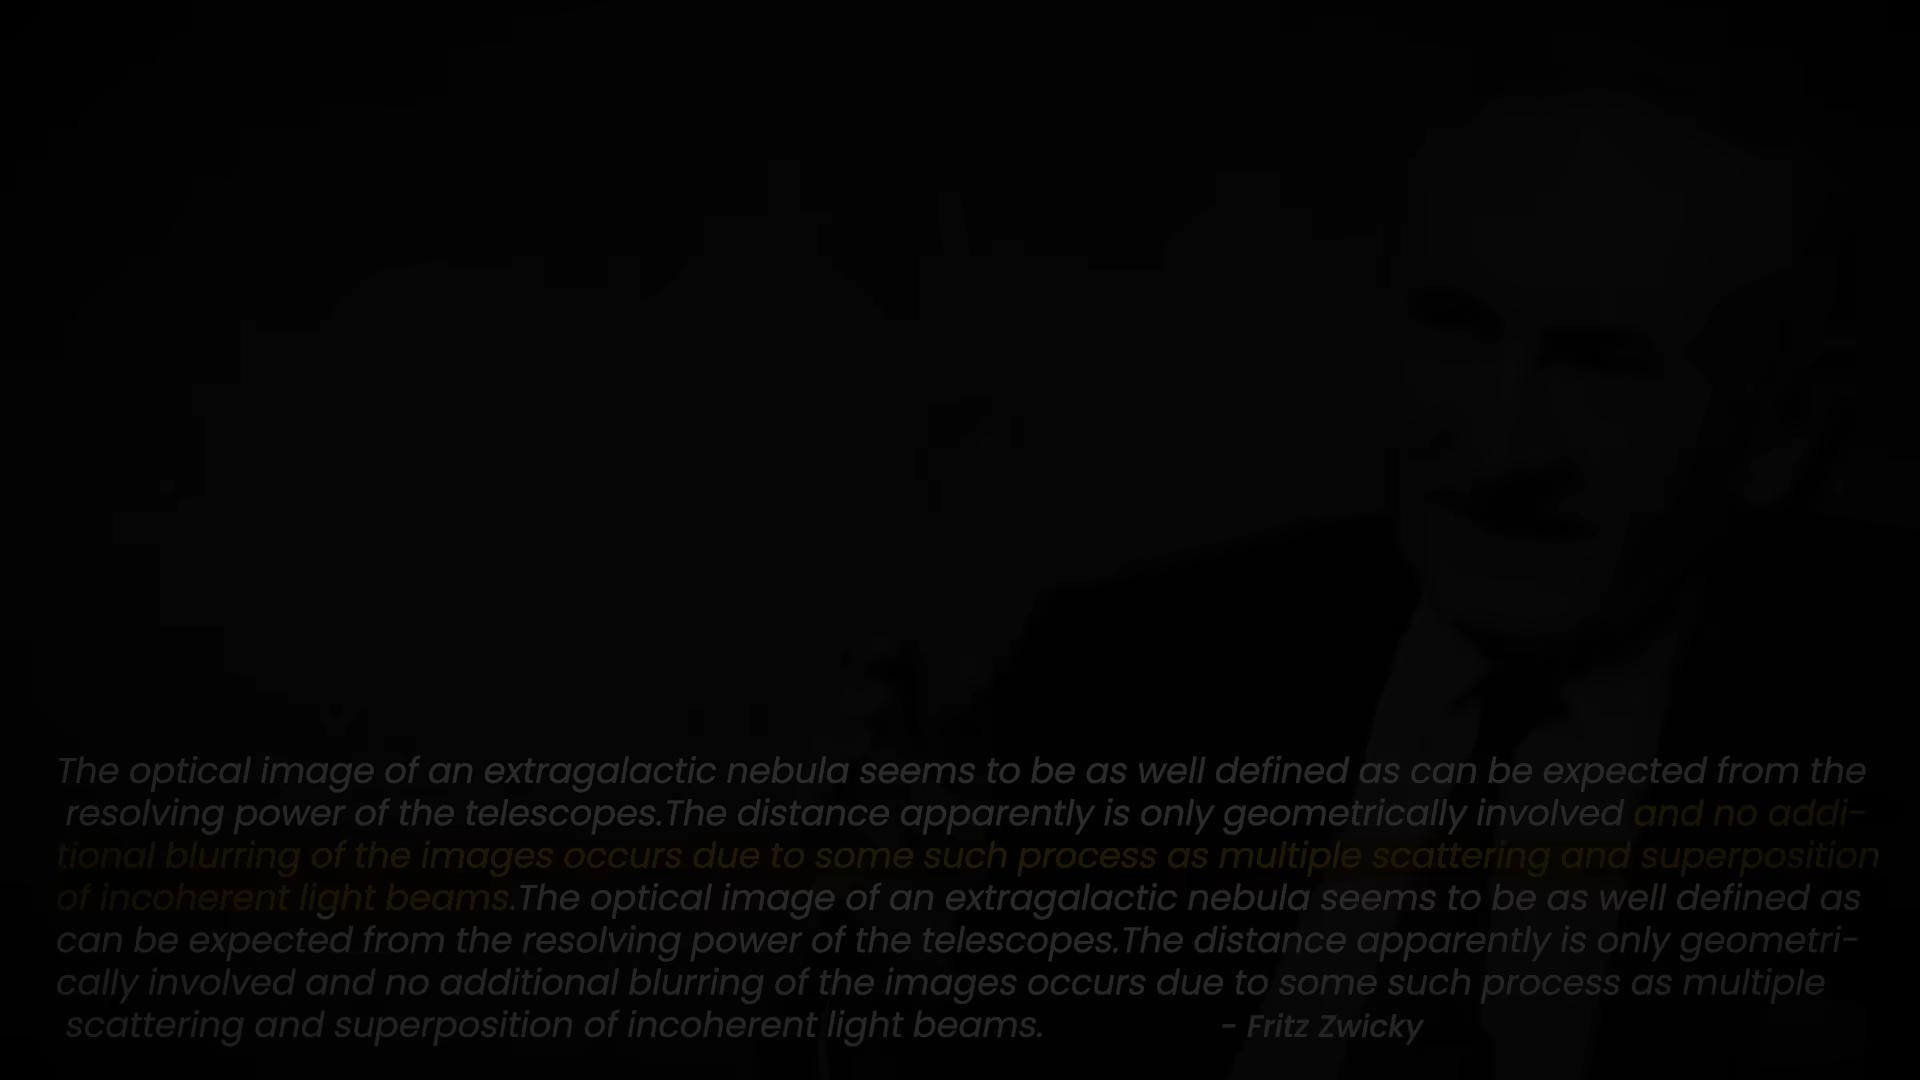 The optical image of an extragalactic nebula seems to be as well defined as can be expected from the
resolving power of the telescopes.The distance apparently is only geometrically involved and no addi-
tional blurring of the images occurs due to some such process as multiple scattering and superposition
of incoherent light beams.The optical image of an extragalactic nebula seems to be as well defined as
can be expected from the resolving power of the telescopes.The distance apparently is only geometri-
cally involved and no additional blurring of the images occurs due to some such process as multiple
scattering and superposition of incoherent light beams. - Fritz Zwicky